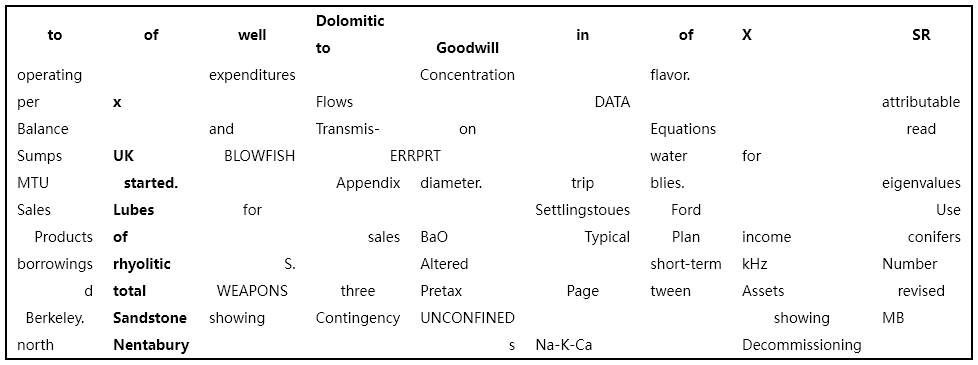 to of well Dolomitic to Goodwill in of X SR
operating expenditures Concentration flavor.
per x Flows DATA attributable
Balance and Transmis- on Equations read
Sumps UK BLOWFISH ERRPRT water for
MTU started. Appendix diameter. trip blies. eigenvalues
Sales Lubes for Settlingstoues Ford Use
Products of sales BaO Typical Plan income conifers
borrowings rhyolitic S. Altered short-term kHz Number
d total WEAPONS three Pretax Page tween Assets revised
Berkeley. Sandstone showing Contingency UNCONFINED showing MB
north Nentabury s Na-K-Ca Decommissioning